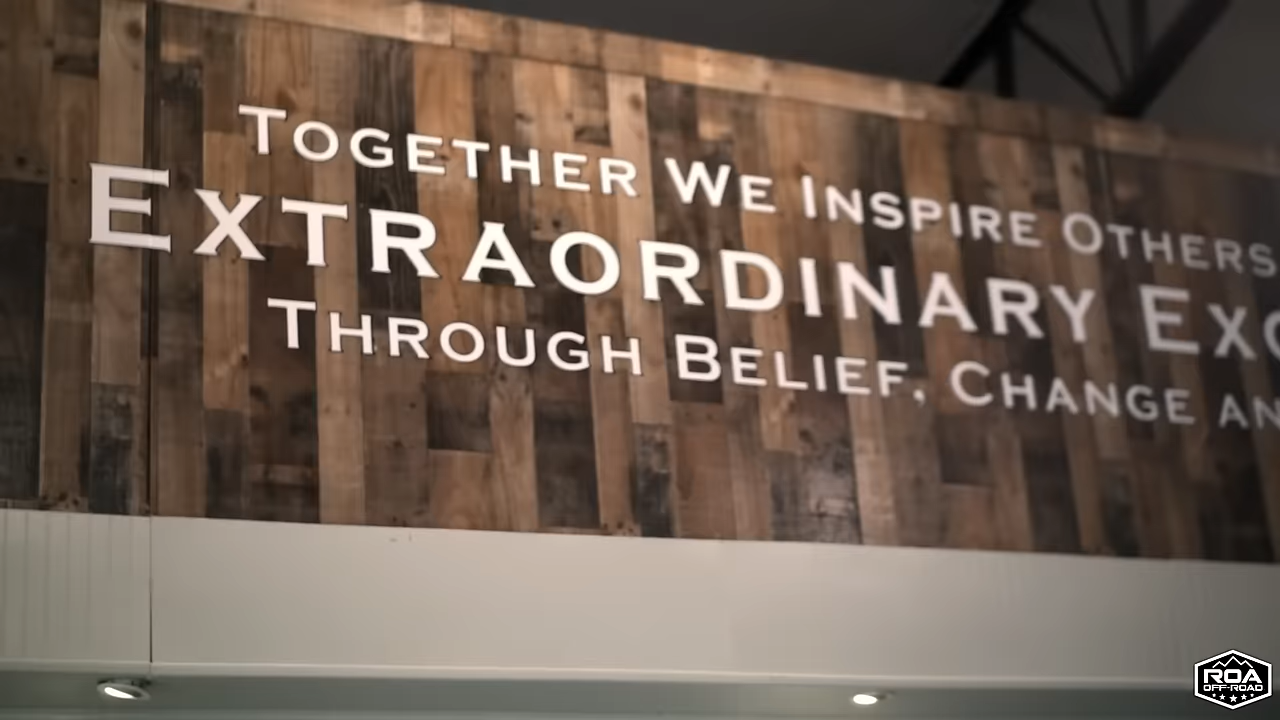 Together We Inspire Others
Extraordinary
Through Belief, Change
ROA
OFF-ROAD